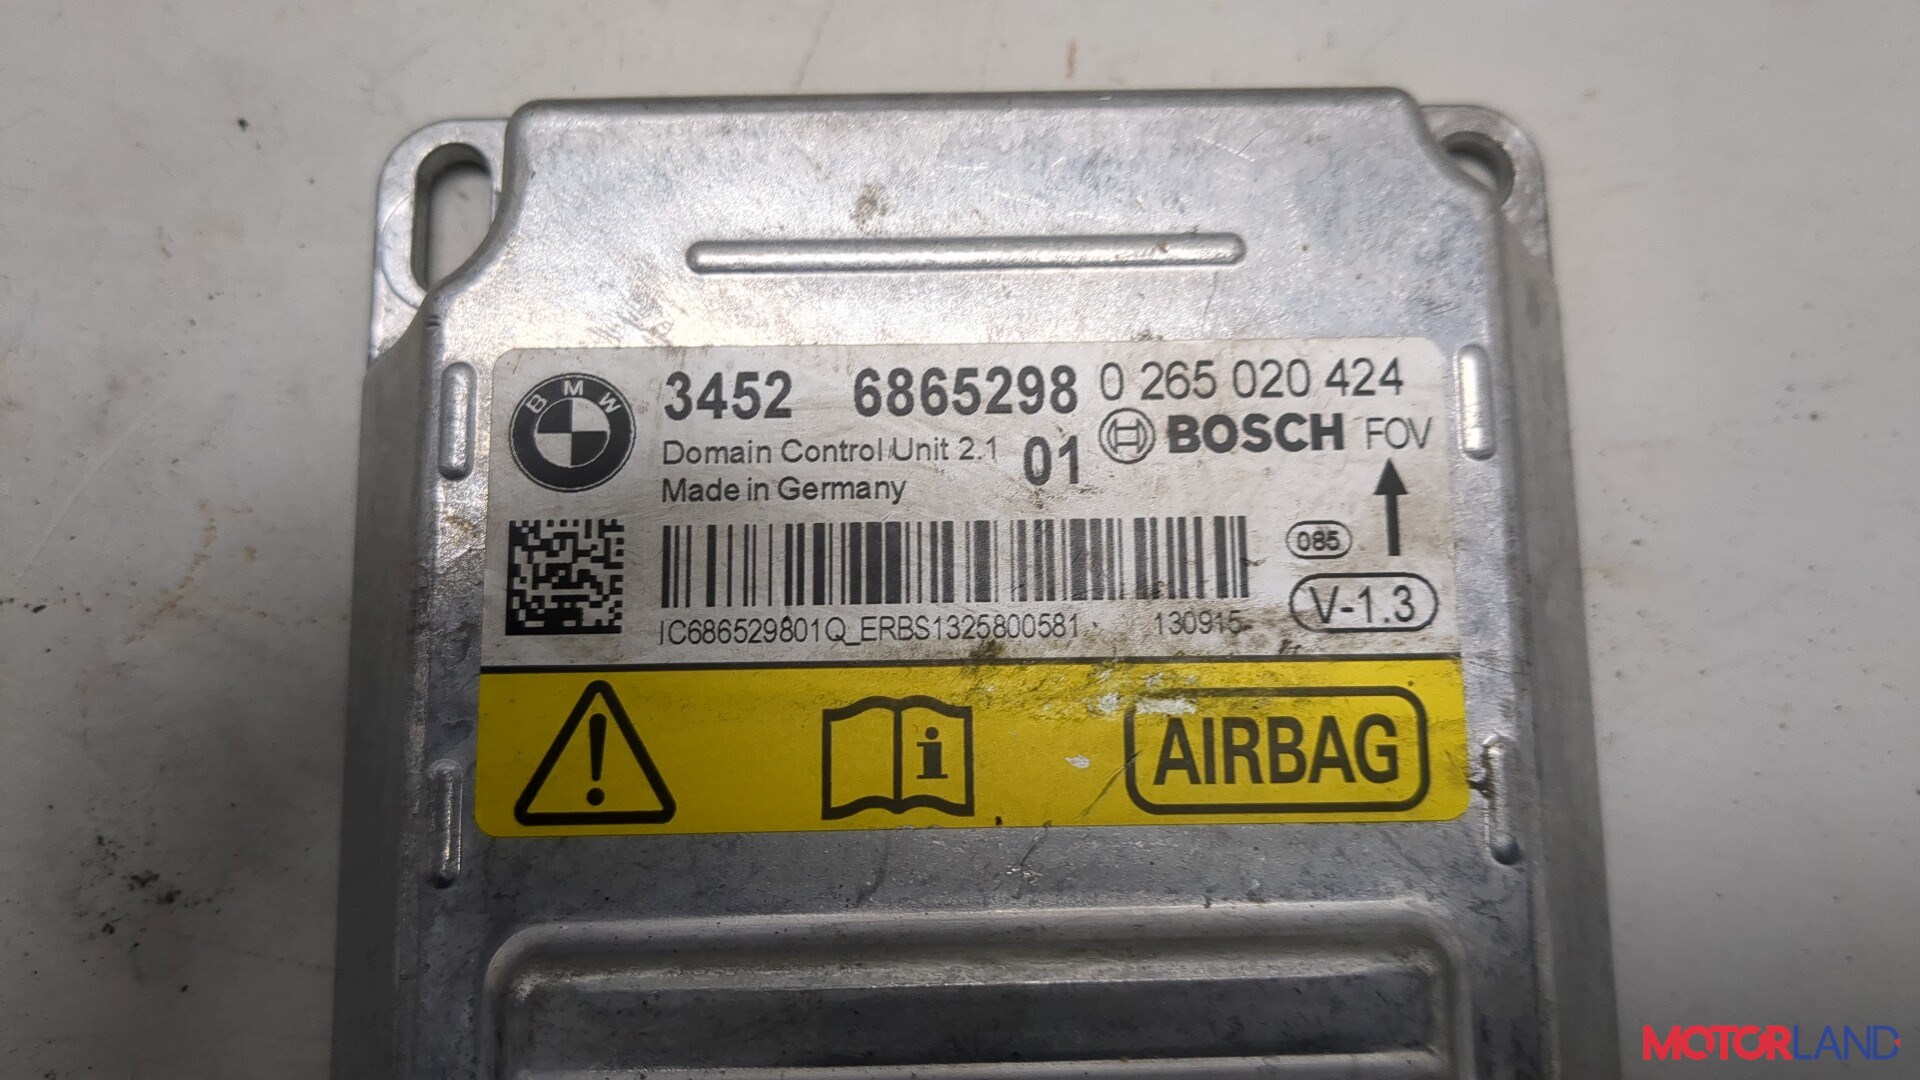 BMW
3452 6865298 0 265 020 424
Domain Control Unit 2.1 01 BOSCH FOV
Made in Germany
085
V-1.3
IC686529801Q_ERBS1325800581 130915
i
AIRBAG
MOTORLAND